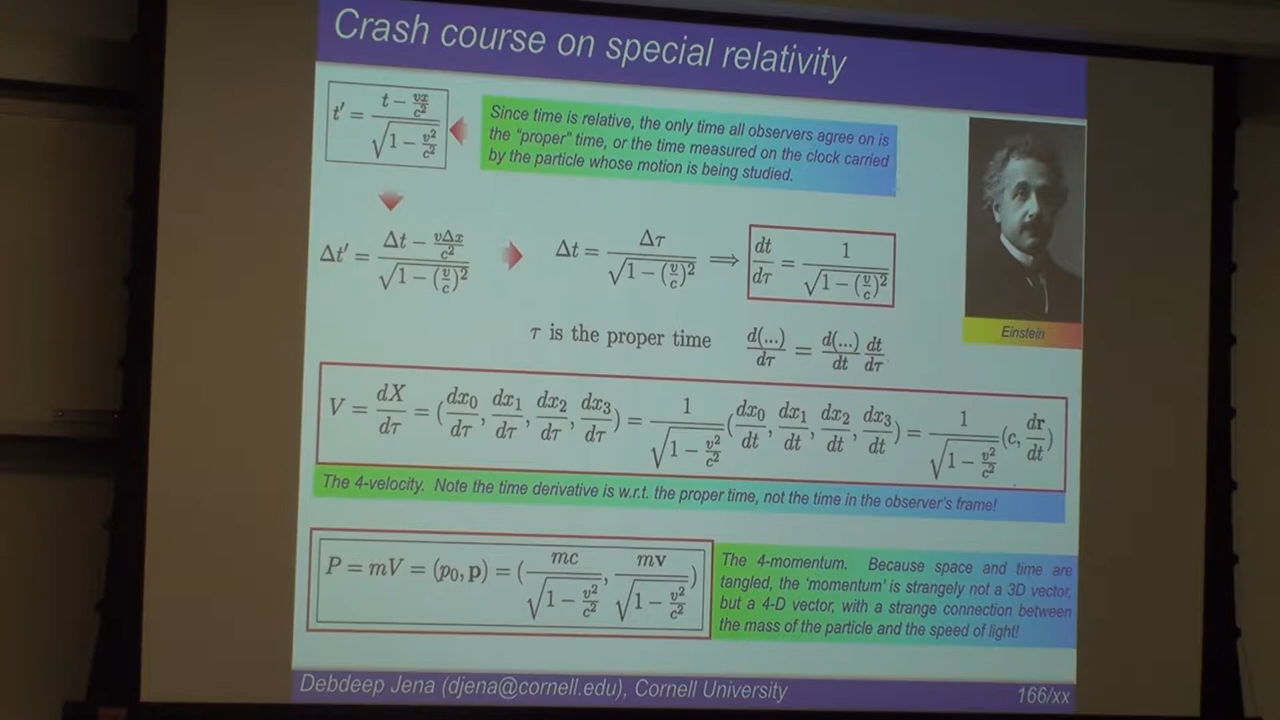 Crash course on special relativity
t′ = (t − vx/c²) / √(1 − v²/c²)
Since time is relative, the only time all observers agree on is
the "proper" time, or the time measured on the clock carried
by the particle whose motion is being studied.
Δt′ = (Δt − vΔx/c²) / √(1 − (v/c)²)
Δt = Δτ / √(1 − (v/c)²) ⟹ dt/dτ = 1 / √(1 − (v/c)²)
Einstein
τ is the proper time d(...)/dτ = d(...)/dt dt/dτ
V = dX/dτ = (dx₀/dτ, dx₁/dτ, dx₂/dτ, dx₃/dτ) = 1/√(1 − v²/c²) (dx₀/dt, dx₁/dt, dx₂/dt, dx₃/dt) = 1/√(1 − v²/c²) (c, dr/dt)
The 4-velocity. Note the time derivative is w.r.t. the proper time, not the time in the observer's frame!
P = mV = (p₀, p) = (mc/√(1 − v²/c²), mv/√(1 − v²/c²))
The 4-momentum. Because space and time are
tangled, the 'momentum' is strangely not a 3D vector,
but a 4-D vector, with a strange connection between
the mass of the particle and the speed of light!
Debdeep Jena (djena@cornell.edu), Cornell University
166/xx